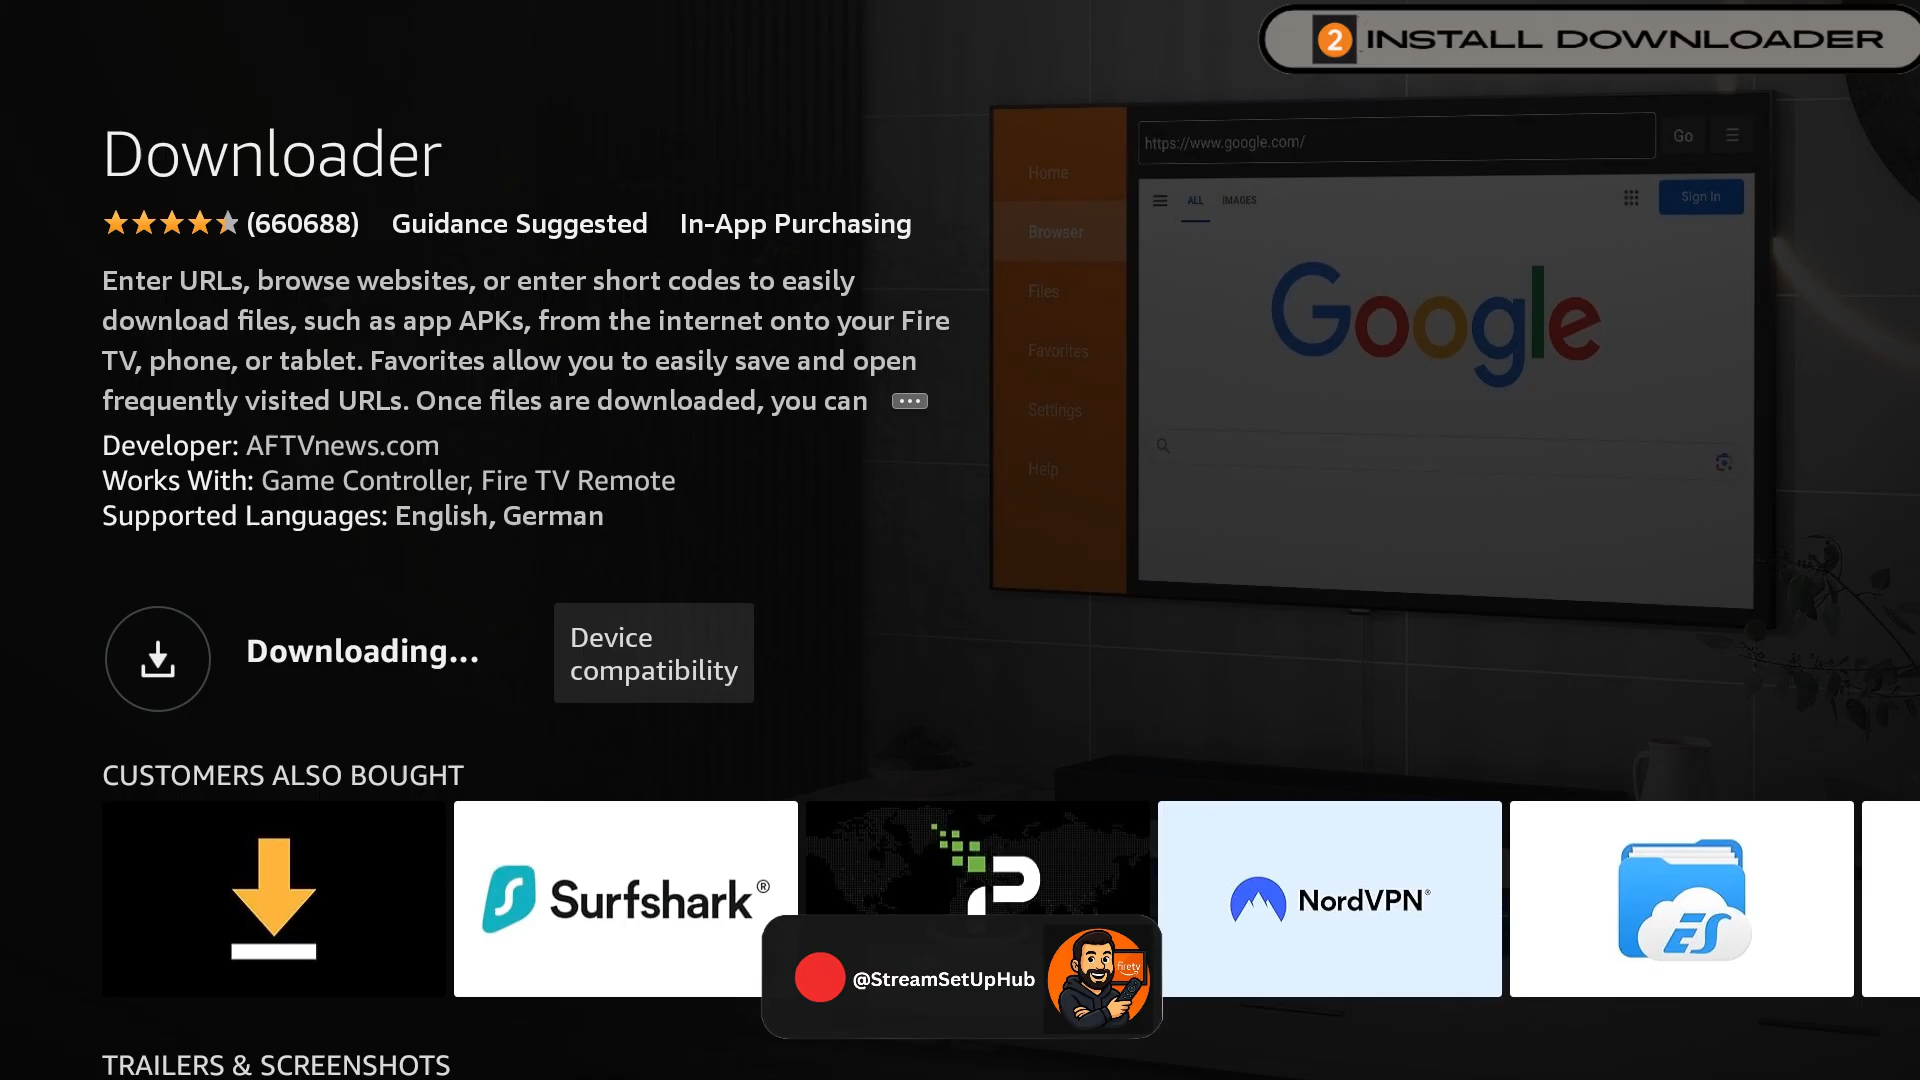 2 INSTALL DOWNLOADER
Downloader
(660688) Guidance Suggested In-App Purchasing
Enter URLs, browse websites, or enter short codes to easily
download files, such as app APKs, from the internet onto your Fire
TV, phone, or tablet. Favorites allow you to easily save and open
frequently visited URLs. Once files are downloaded, you can ...
Developer: AFTVnews.com
Works With: Game Controller, Fire TV Remote
Supported Languages: English, German
Home
Browser
Files
Favorites
Settings
Help
https://www.google.com/
Go
ALL IMAGES
Sign in
Google
Downloading...
Device
compatibility
CUSTOMERS ALSO BOUGHT
Surfshark®
P
NordVPN®
ES
@StreamSetUpHub
firetv
TRAILERS & SCREENSHOTS